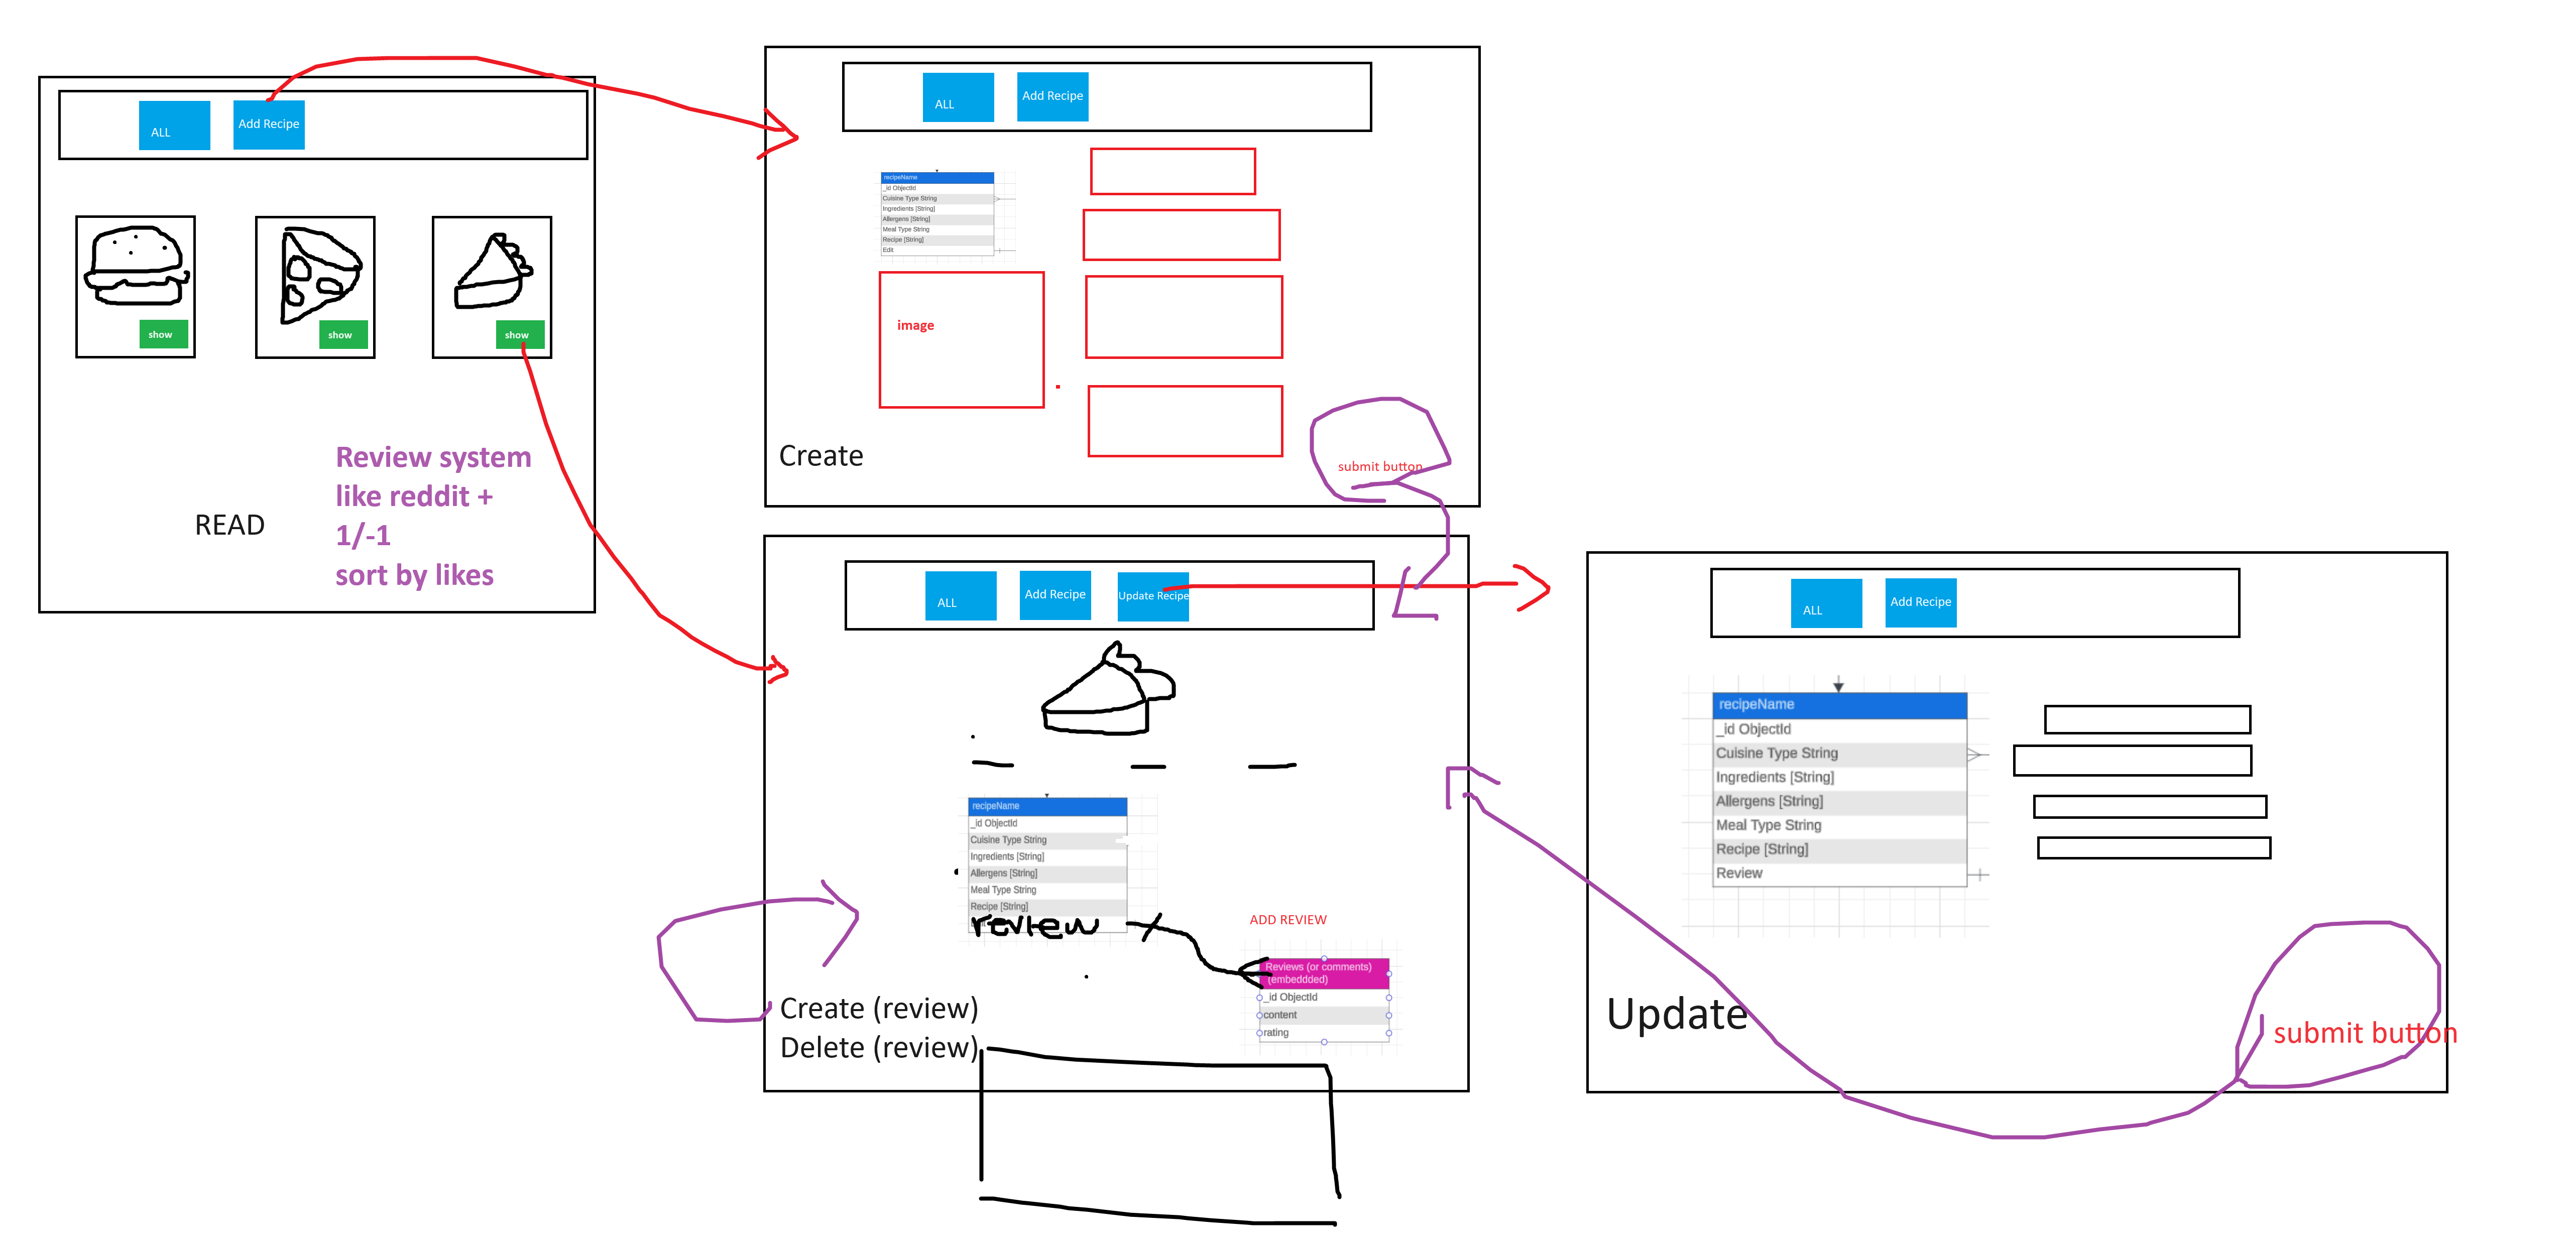 ALL
Add Recipe
show
show
show
Review system
like reddit +
1/-1
sort by likes
READ
ALL
Add Recipe
recipeName
_id ObjectId
Cuisine Type String
Ingredients [String]
Allergens [String]
Meal Type String
Recipe [String]
Edit
image
submit button
Create
ALL
Add Recipe
Update Recipe
recipeName
_id ObjectId
Cuisine Type String
Ingredients [String]
Allergens [String]
Meal Type String
Recipe [String]
review
ADD REVIEW
Reviews (or comments)
(embeddded)
_id ObjectId
content
rating
Create (review)
Delete (review)
ALL
Add Recipe
recipeName
_id ObjectId
Cuisine Type String
Ingredients [String]
Allergens [String]
Meal Type String
Recipe [String]
Review
Update
submit button